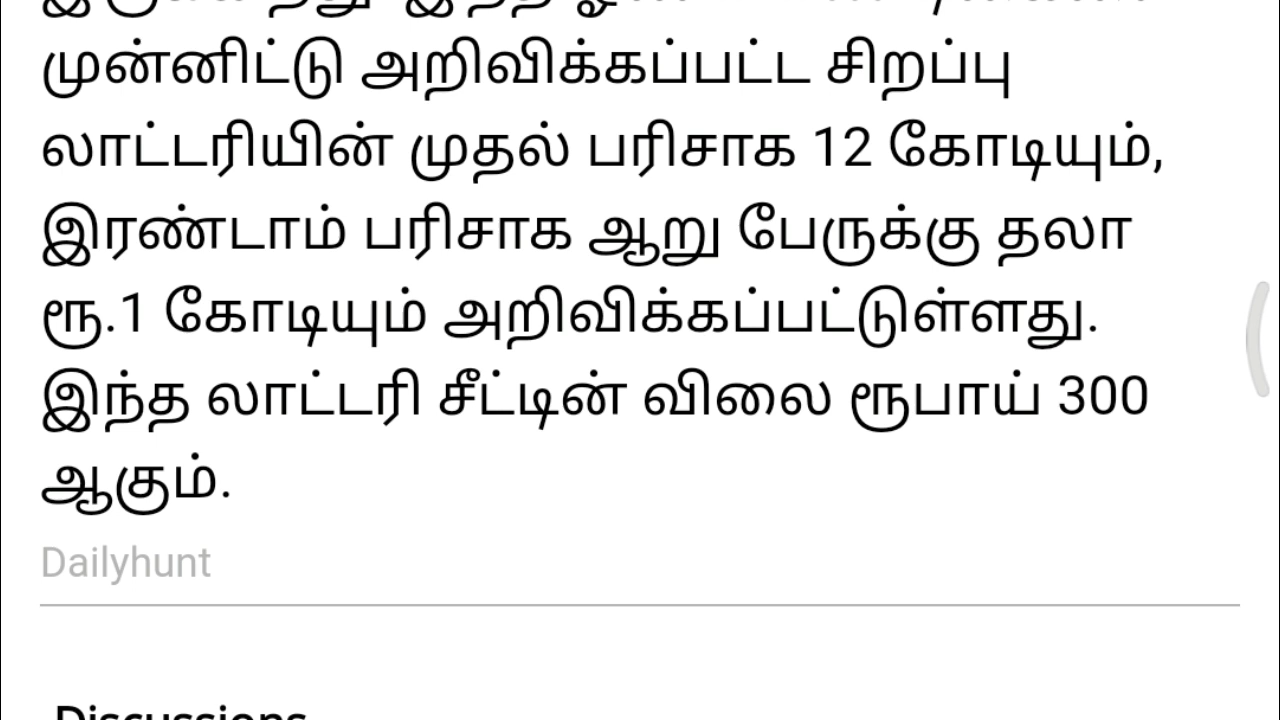 முன்னிட்டு அறிவிக்கப்பட்ட சிறப்பு
லாட்டரியின் முதல் பரிசாக 12 கோடியும்,
இரண்டாம் பரிசாக ஆறு பேருக்கு தலா
ரூ.1 கோடியும் அறிவிக்கப்பட்டுள்ளது.
இந்த லாட்டரி சீட்டின் விலை ரூபாய் 300
ஆகும்.
Dailyhunt
Discussions